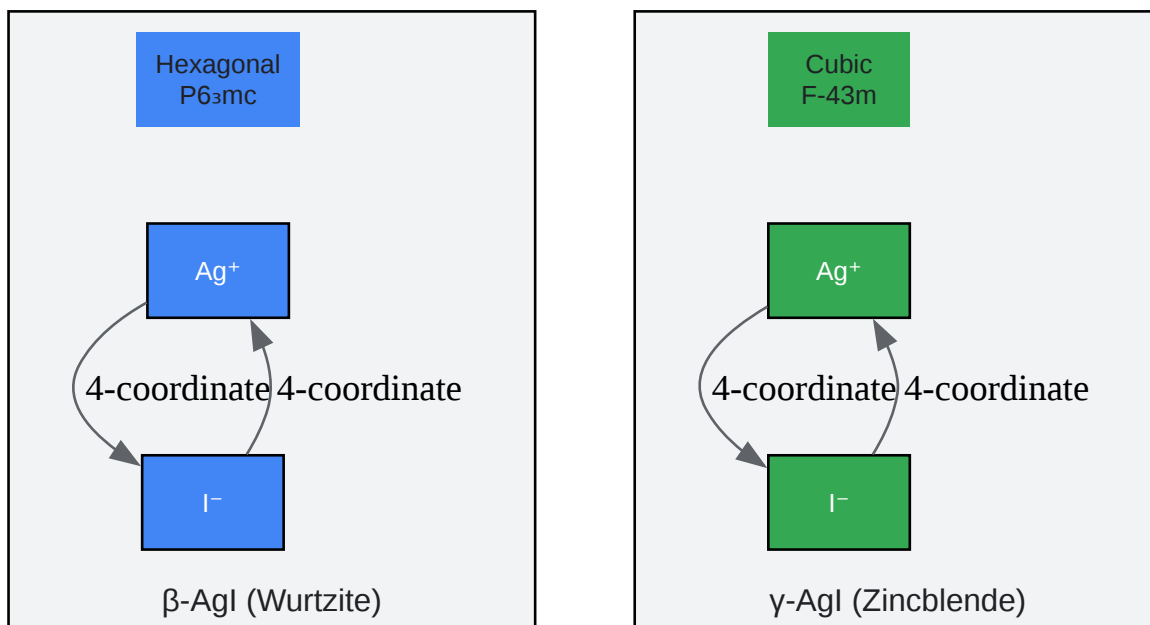 Hexagonal
P6₃mc
Ag⁺
4-coordinate 4-coordinate
I⁻
β-AgI (Wurtzite)
Cubic
F-43m
Ag⁺
4-coordinate 4-coordinate
I⁻
γ-AgI (Zincblende)